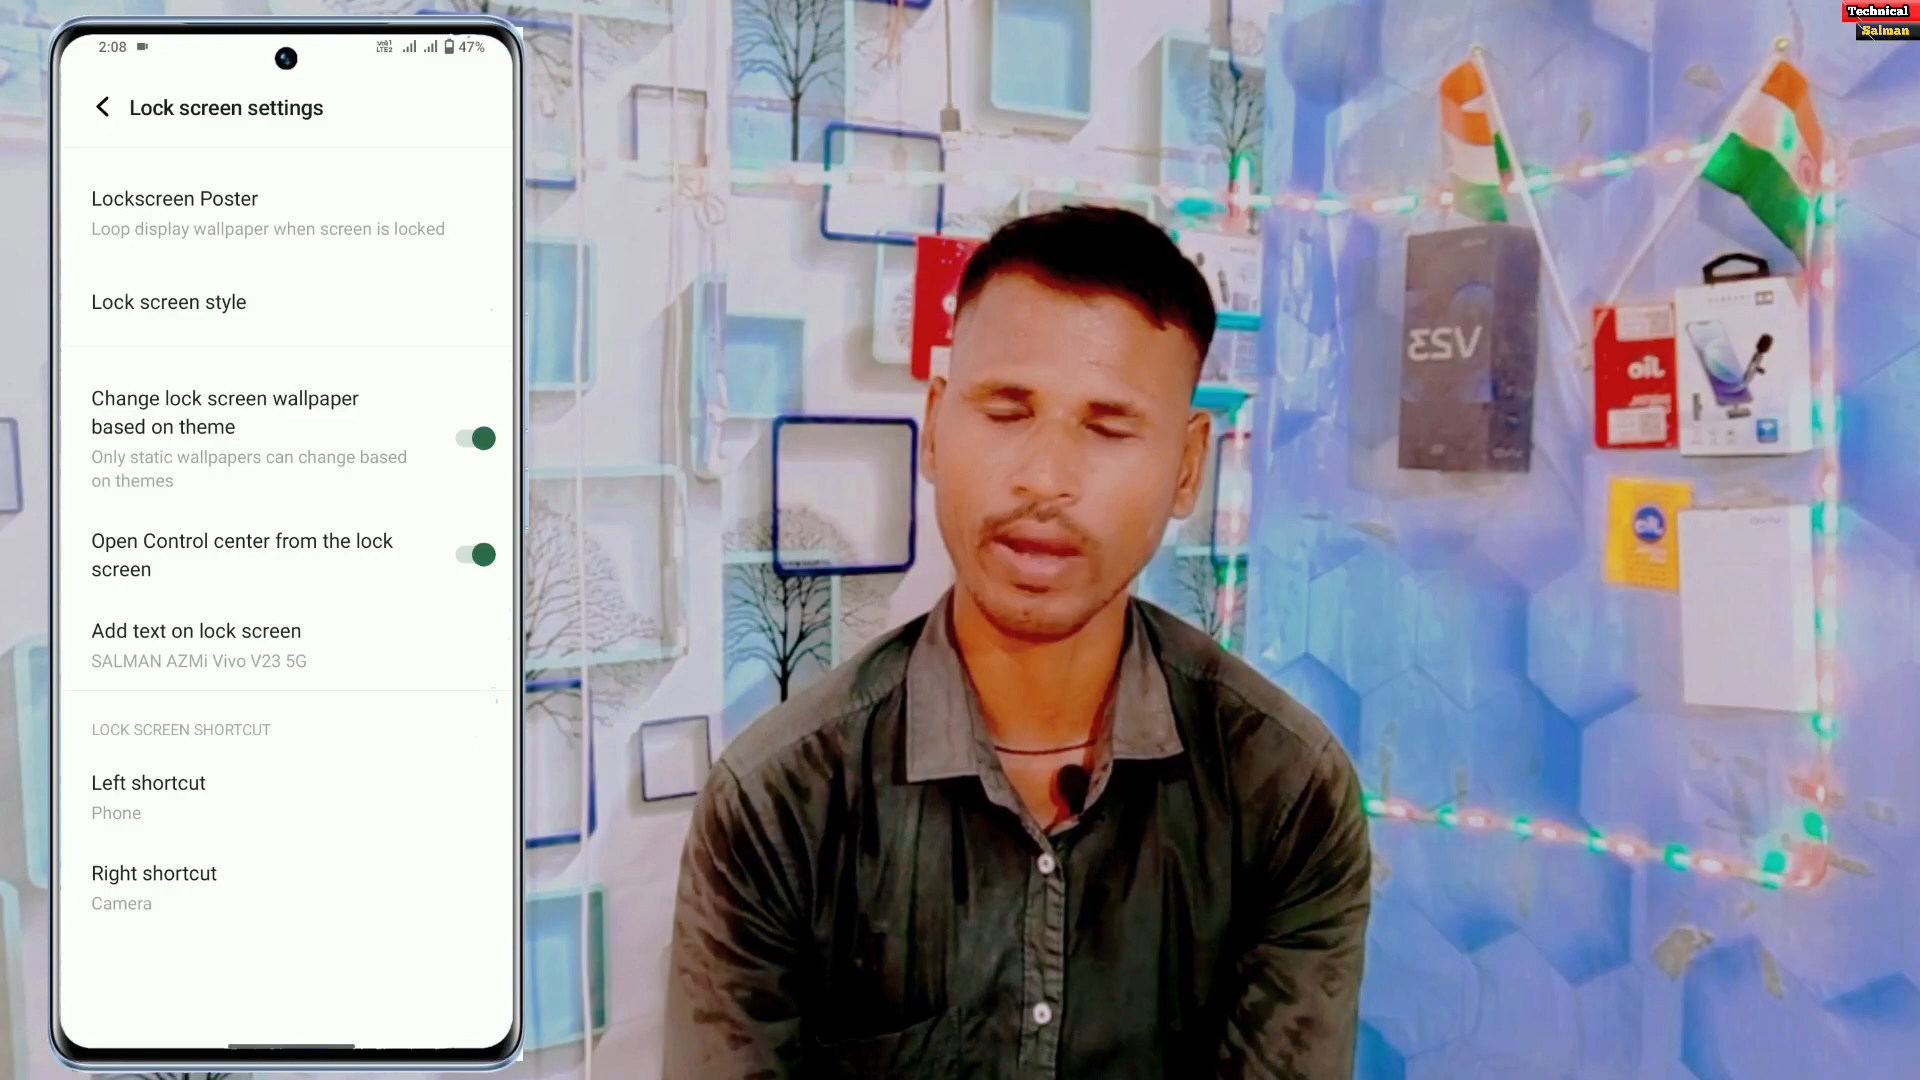 2:08
47%
Lock screen settings
Lockscreen Poster
Loop display wallpaper when screen is locked
Lock screen style
Change lock screen wallpaper
based on theme
Only static wallpapers can change based
on themes
Open Control center from the lock
screen
Add text on lock screen
SALMAN AZMi Vivo V23 5G
LOCK SCREEN SHORTCUT
Left shortcut
Phone
Right shortcut
Camera
Technical
Salman
V23